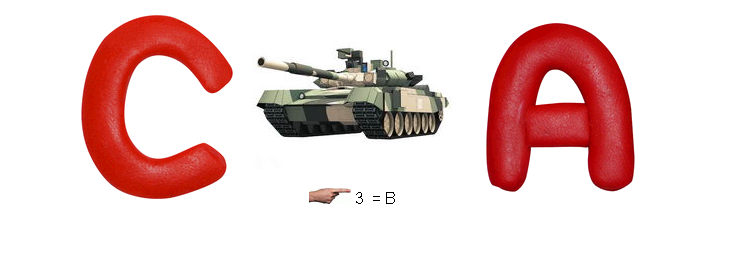 С А
3 = В